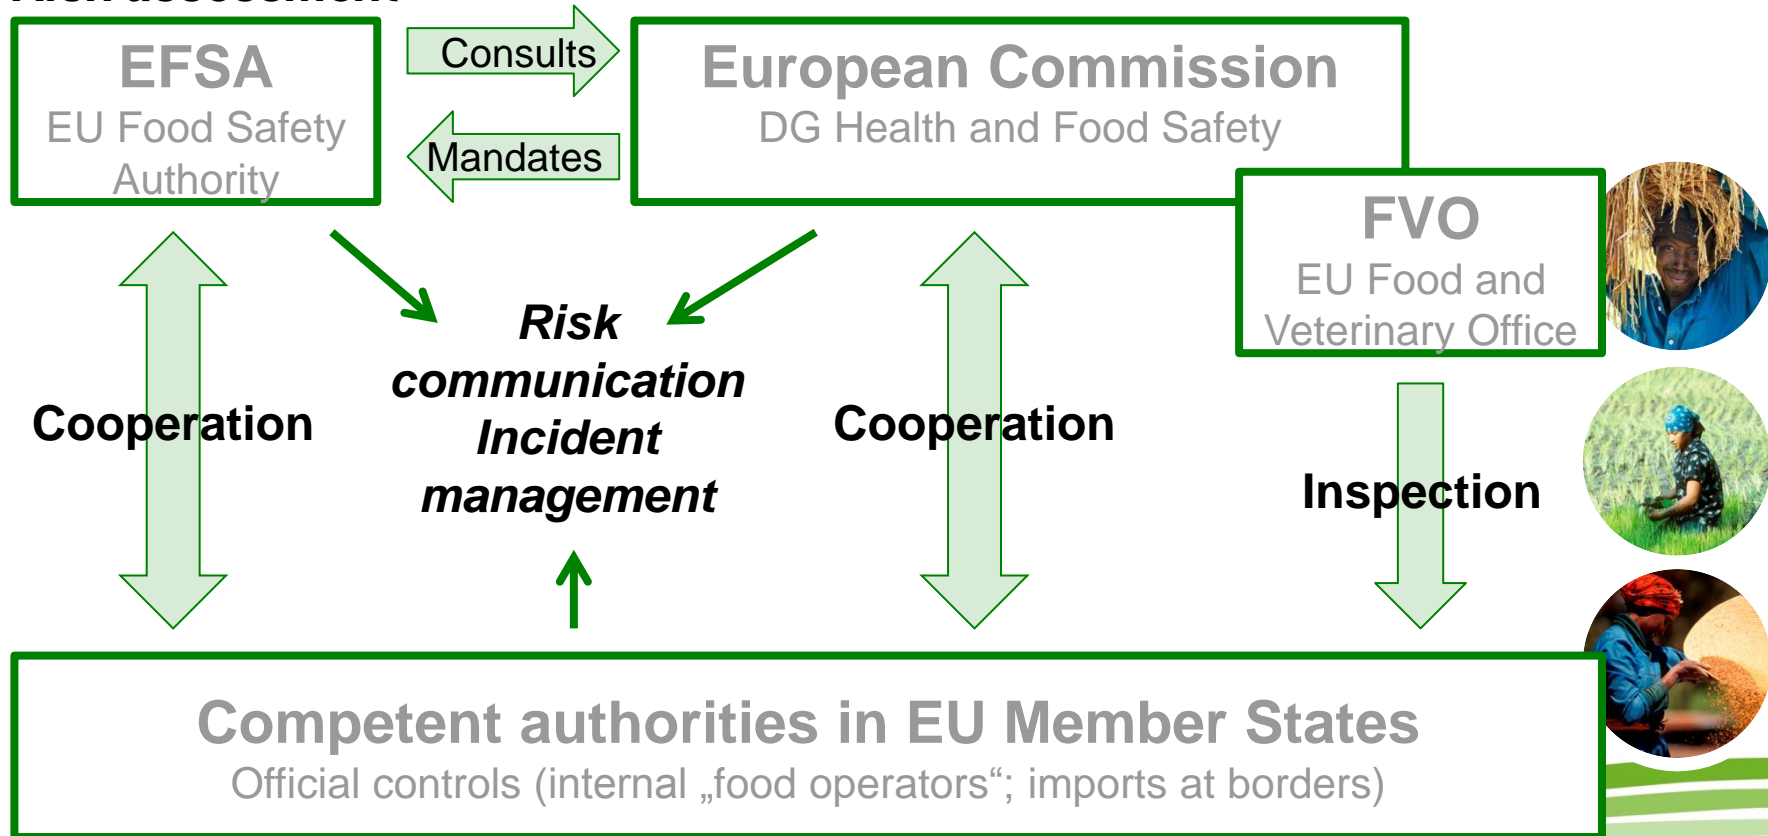 Risk assessment
EFSA
EU Food Safety
Authority
Consults
Mandates
European Commission
DG Health and Food Safety
FVO
EU Food and
Veterinary Office
Cooperation
Risk
communication
Incident
management
Cooperation
Inspection
Competent authorities in EU Member States
Official controls (internal „food operators“; imports at borders)